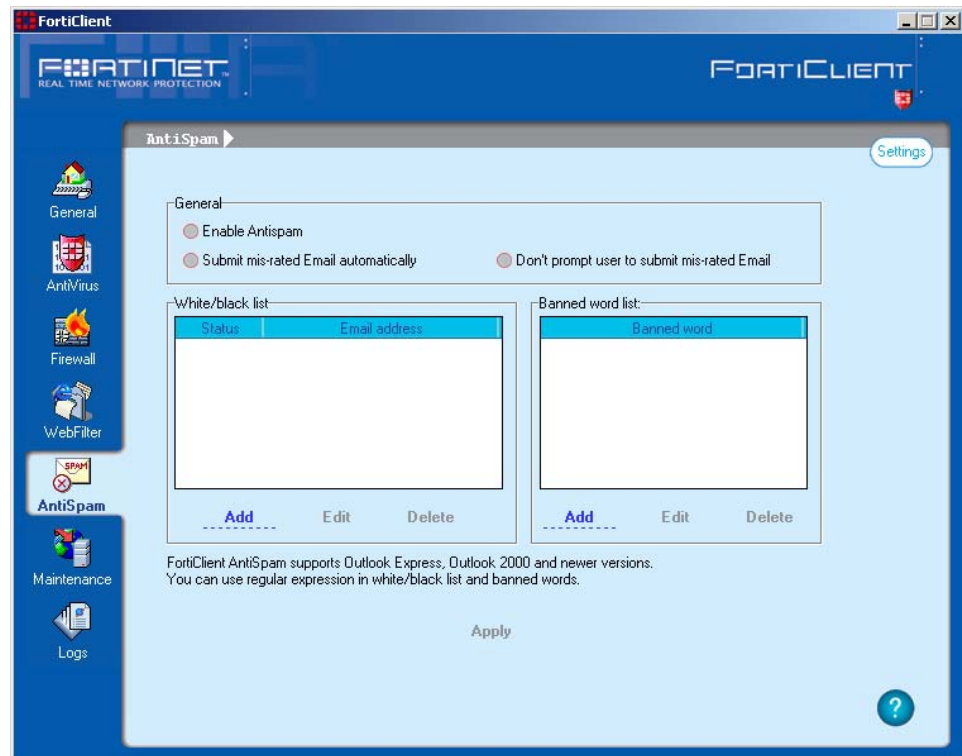 FortiClient
FORTINET™
REAL TIME NETWORK PROTECTION
FORTICLIENT
AntiSpam
Settings
General
AntiVirus
Firewall
WebFilter
SPAM
AntiSpam
Maintenance
Logs
General
Enable Antispam
Submit mis-rated Email automatically
Don't prompt user to submit mis-rated Email
White/black list
Status Email address
Add Edit Delete
Banned word list:
Banned word
Add Edit Delete
FortiClient AntiSpam supports Outlook Express, Outlook 2000 and newer versions.
You can use regular expression in white/black list and banned words.
Apply
?